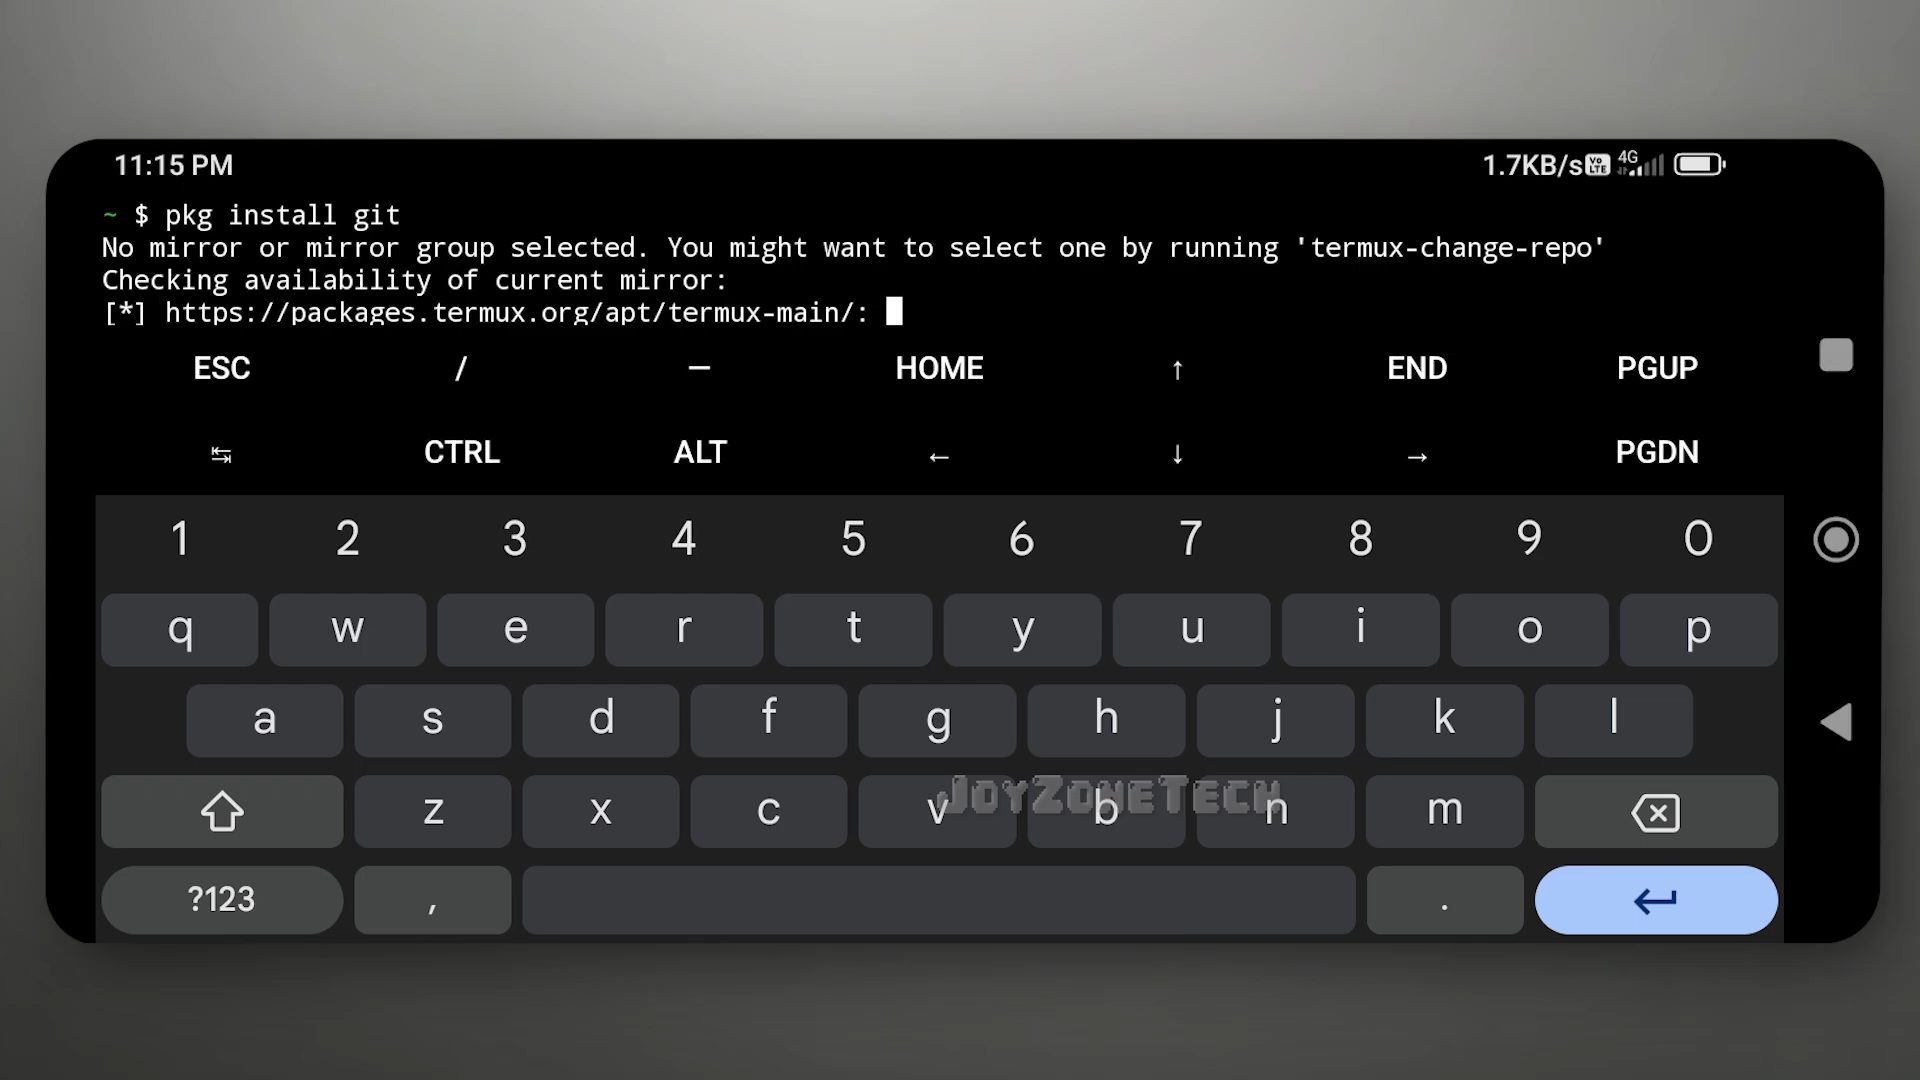 11:15 PM
1.7KB/s Vo LTE 4G
~ $ pkg install git
No mirror or mirror group selected. You might want to select one by running 'termux-change-repo'
Checking availability of current mirror:
[*] https://packages.termux.org/apt/termux-main/:
ESC / — HOME ↑ END PGUP
↹ CTRL ALT ← ↓ → PGDN
1 2 3 4 5 6 7 8 9 0
q w e r t y u i o p
a s d f g h j k l
z x c v b n m
JoyZoneTech
?123 , .